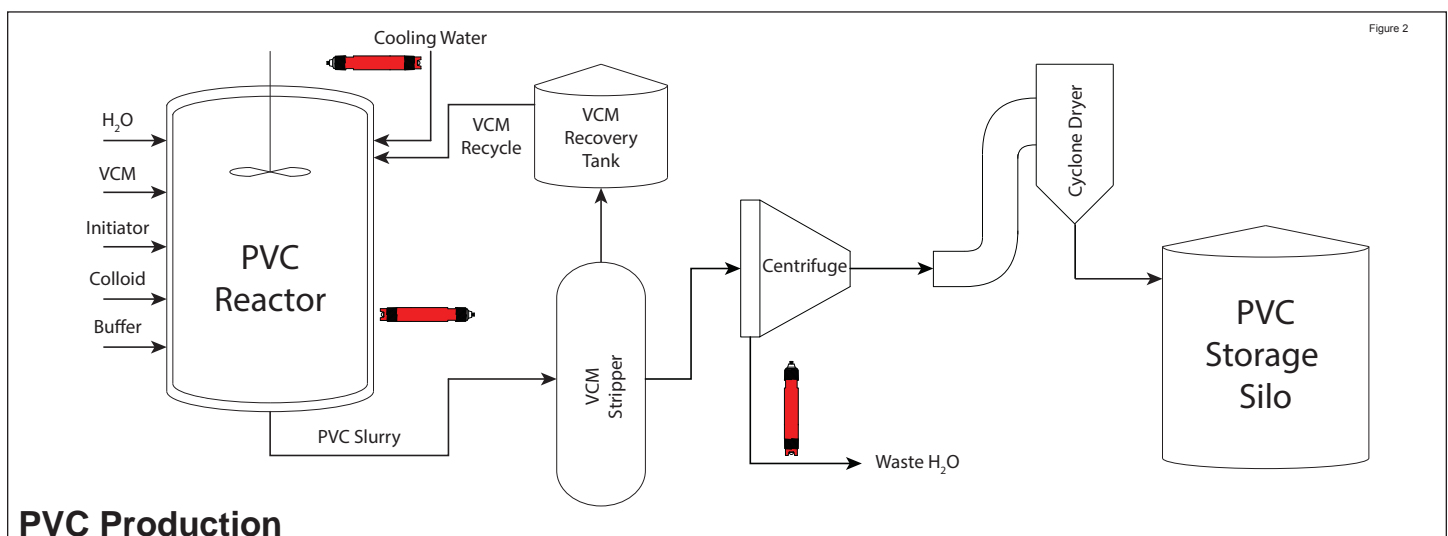 Figure 2
Cooling Water
H₂O
VCM
Initiator
Colloid
Buffer
PVC
Reactor
VCM
Recycle
VCM
Recovery
Tank
PVC Slurry
VCM
Stripper
Centrifuge
Waste H₂O
Cyclone Dryer
PVC
Storage
Silo
PVC Production